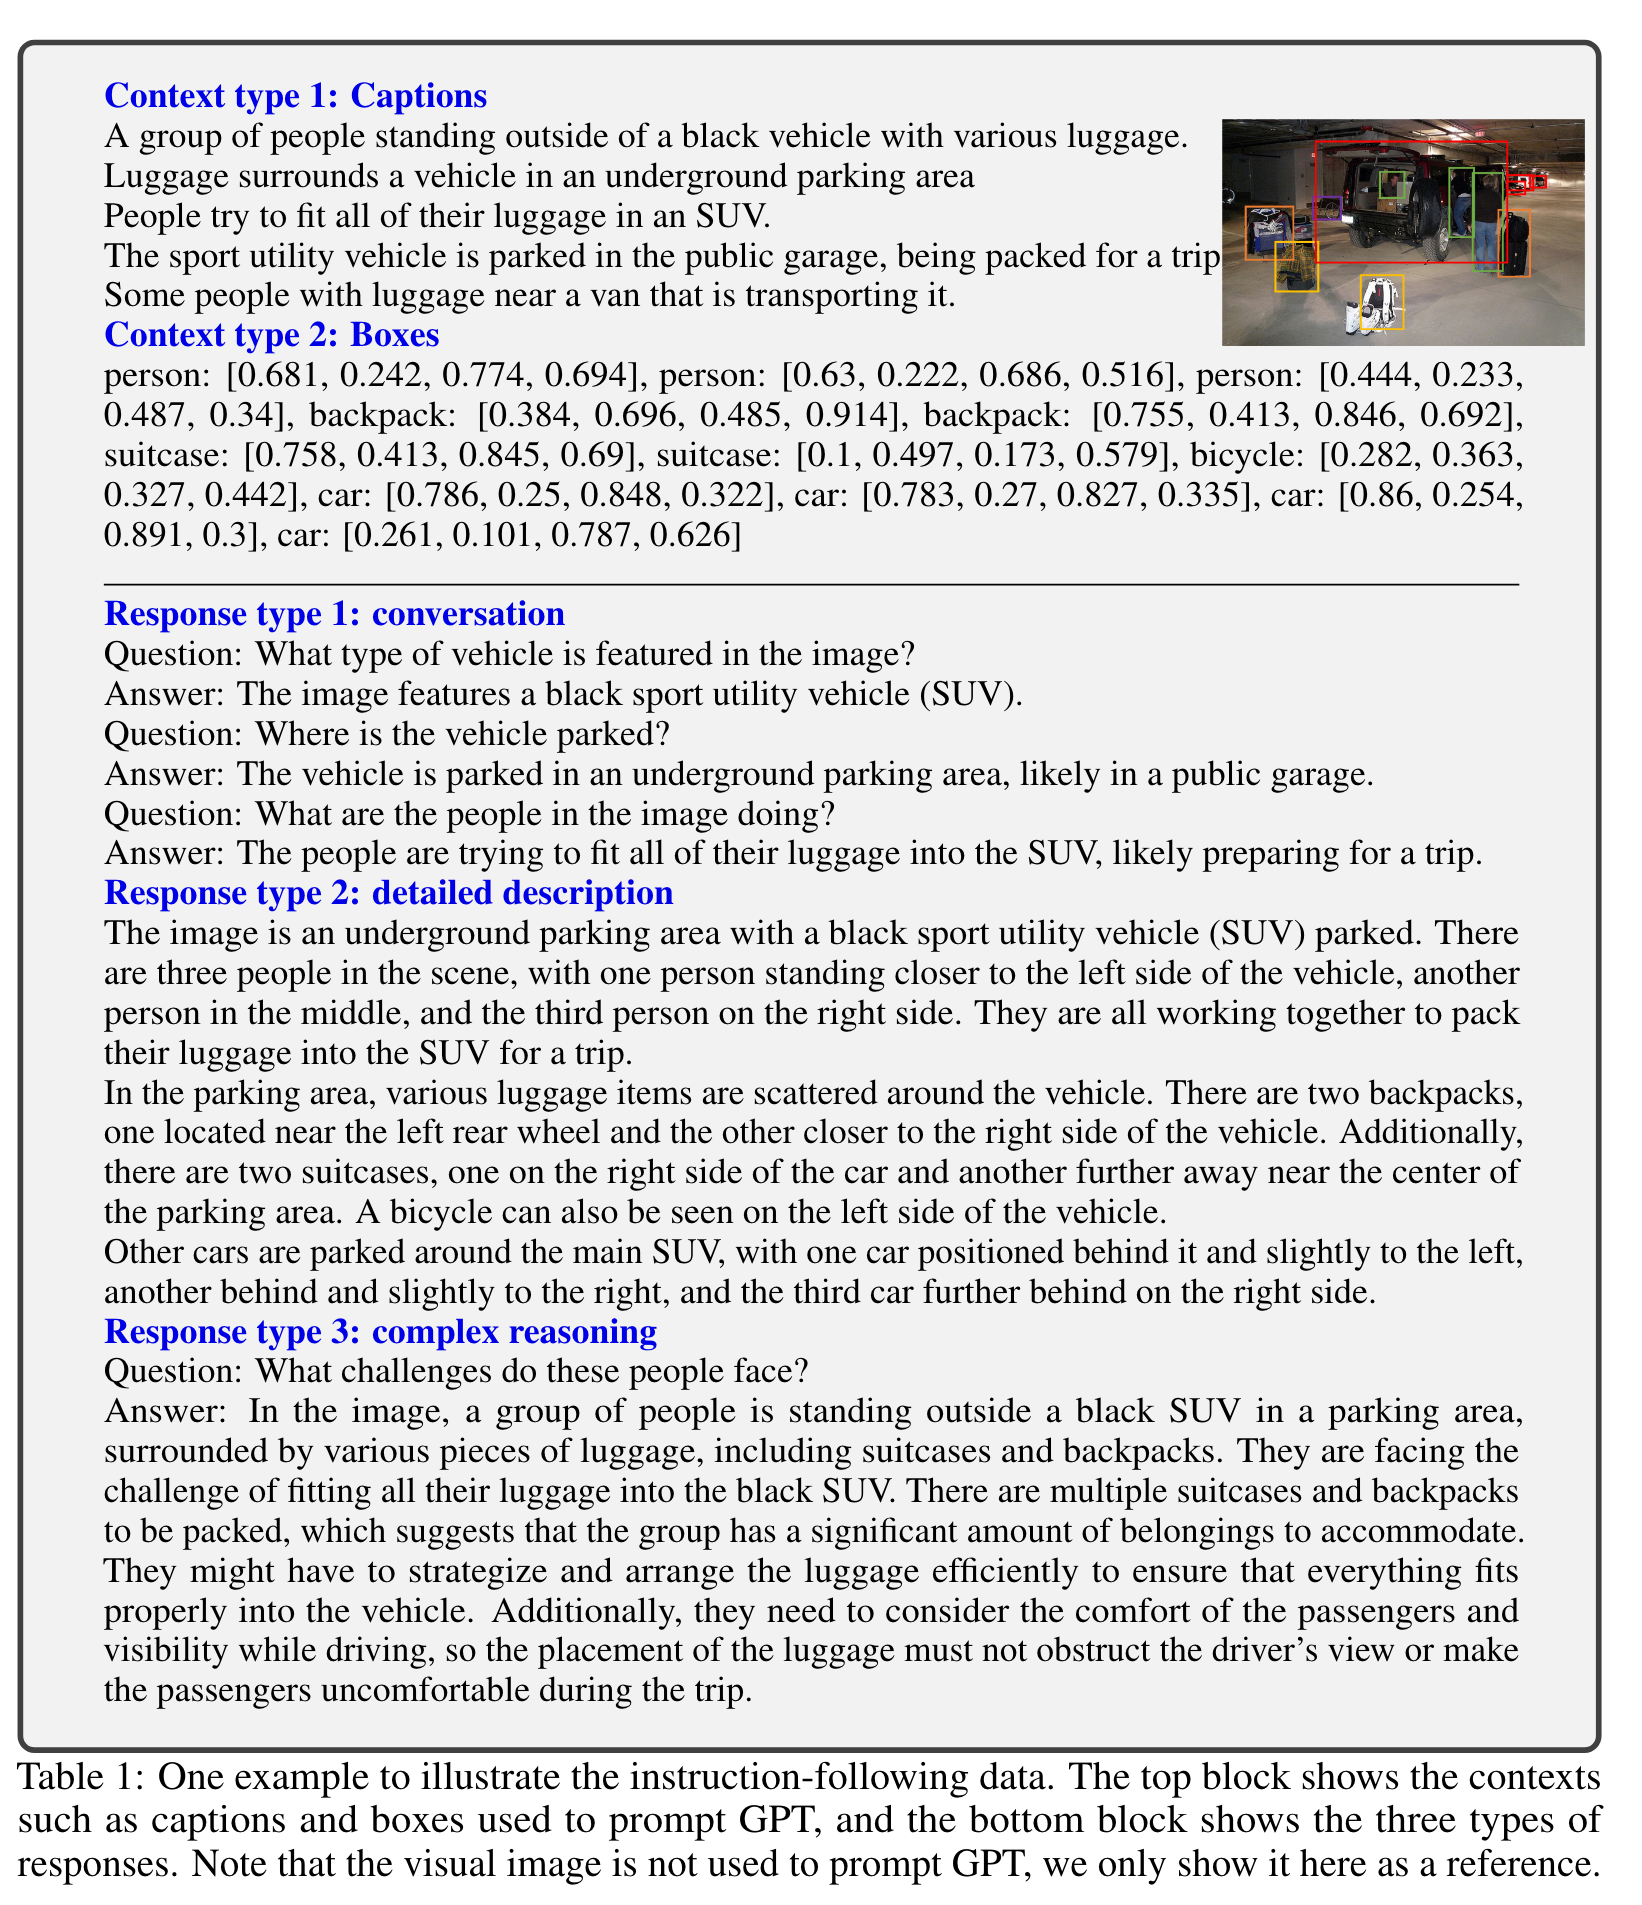 Context type 1: Captions
A group of people standing outside of a black vehicle with various luggage.
Luggage surrounds a vehicle in an underground parking area
People try to fit all of their luggage in an SUV.
The sport utility vehicle is parked in the public garage, being packed for a trip
Some people with luggage near a van that is transporting it.
Context type 2: Boxes
person: [0.681, 0.242, 0.774, 0.694], person: [0.63, 0.222, 0.686, 0.516], person: [0.444, 0.233,
0.487, 0.34], backpack: [0.384, 0.696, 0.485, 0.914], backpack: [0.755, 0.413, 0.846, 0.692],
suitcase: [0.758, 0.413, 0.845, 0.69], suitcase: [0.1, 0.497, 0.173, 0.579], bicycle: [0.282, 0.363,
0.327, 0.442], car: [0.786, 0.25, 0.848, 0.322], car: [0.783, 0.27, 0.827, 0.335], car: [0.86, 0.254,
0.891, 0.3], car: [0.261, 0.101, 0.787, 0.626]
Response type 1: conversation
Question: What type of vehicle is featured in the image?
Answer: The image features a black sport utility vehicle (SUV).
Question: Where is the vehicle parked?
Answer: The vehicle is parked in an underground parking area, likely in a public garage.
Question: What are the people in the image doing?
Answer: The people are trying to fit all of their luggage into the SUV, likely preparing for a trip.
Response type 2: detailed description
The image is an underground parking area with a black sport utility vehicle (SUV) parked. There
are three people in the scene, with one person standing closer to the left side of the vehicle, another
person in the middle, and the third person on the right side. They are all working together to pack
their luggage into the SUV for a trip.
In the parking area, various luggage items are scattered around the vehicle. There are two backpacks,
one located near the left rear wheel and the other closer to the right side of the vehicle. Additionally,
there are two suitcases, one on the right side of the car and another further away near the center of
the parking area. A bicycle can also be seen on the left side of the vehicle.
Other cars are parked around the main SUV, with one car positioned behind it and slightly to the left,
another behind and slightly to the right, and the third car further behind on the right side.
Response type 3: complex reasoning
Question: What challenges do these people face?
Answer: In the image, a group of people is standing outside a black SUV in a parking area,
surrounded by various pieces of luggage, including suitcases and backpacks. They are facing the
challenge of fitting all their luggage into the black SUV. There are multiple suitcases and backpacks
to be packed, which suggests that the group has a significant amount of belongings to accommodate.
They might have to strategize and arrange the luggage efficiently to ensure that everything fits
properly into the vehicle. Additionally, they need to consider the comfort of the passengers and
visibility while driving, so the placement of the luggage must not obstruct the driver's view or make
the passengers uncomfortable during the trip.
Table 1: One example to illustrate the instruction-following data. The top block shows the contexts
such as captions and boxes used to prompt GPT, and the bottom block shows the three types of
responses. Note that the visual image is not used to prompt GPT, we only show it here as a reference.